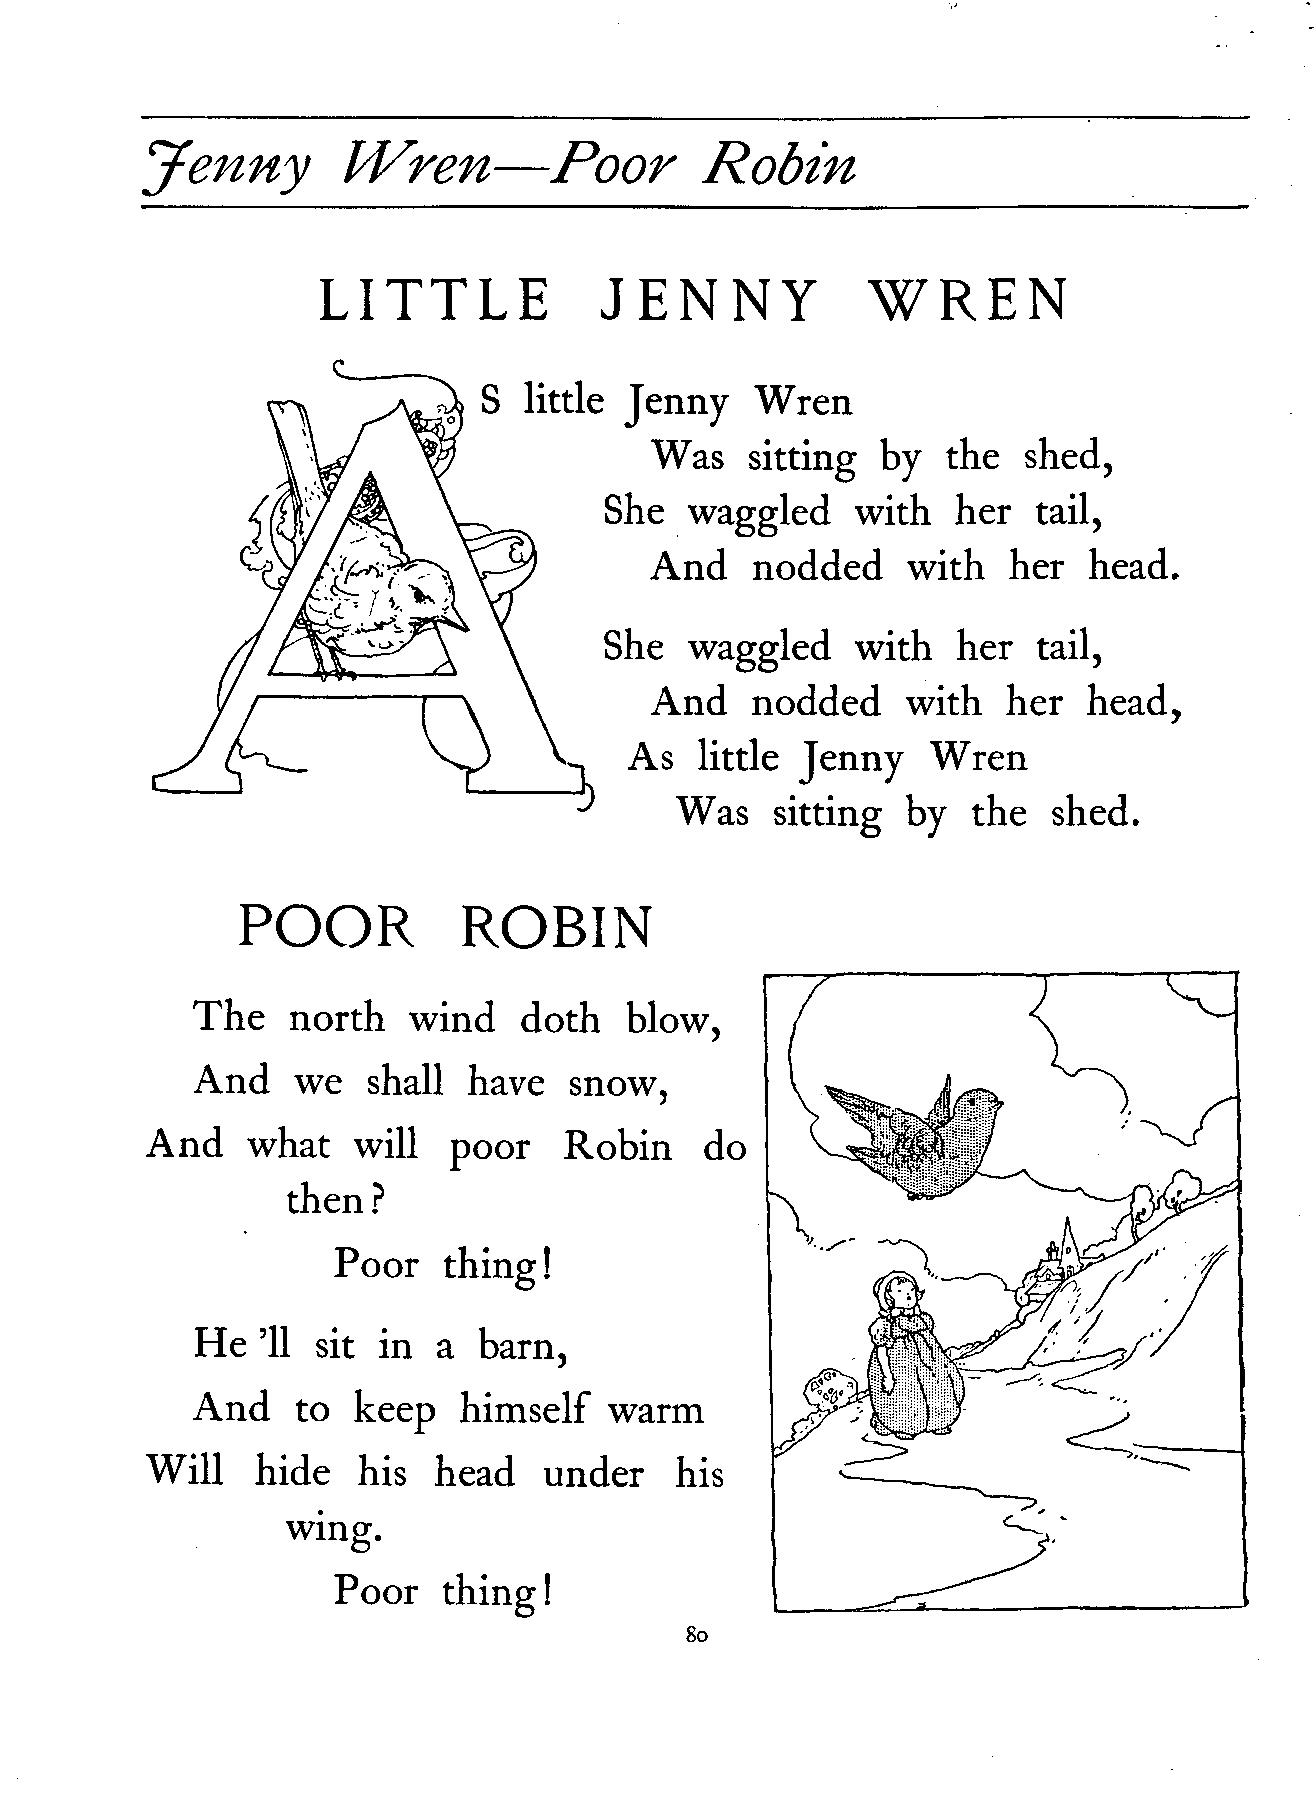 Jenny Wren—Poor Robin
LITTLE JENNY WREN
AS little Jenny Wren
Was sitting by the shed,
She waggled with her tail,
And nodded with her head.
She waggled with her tail,
And nodded with her head,
As little Jenny Wren
Was sitting by the shed.
POOR ROBIN
The north wind doth blow,
And we shall have snow,
And what will poor Robin do
then?
Poor thing!
He 'll sit in a barn,
And to keep himself warm
Will hide his head under his
wing.
Poor thing!
80